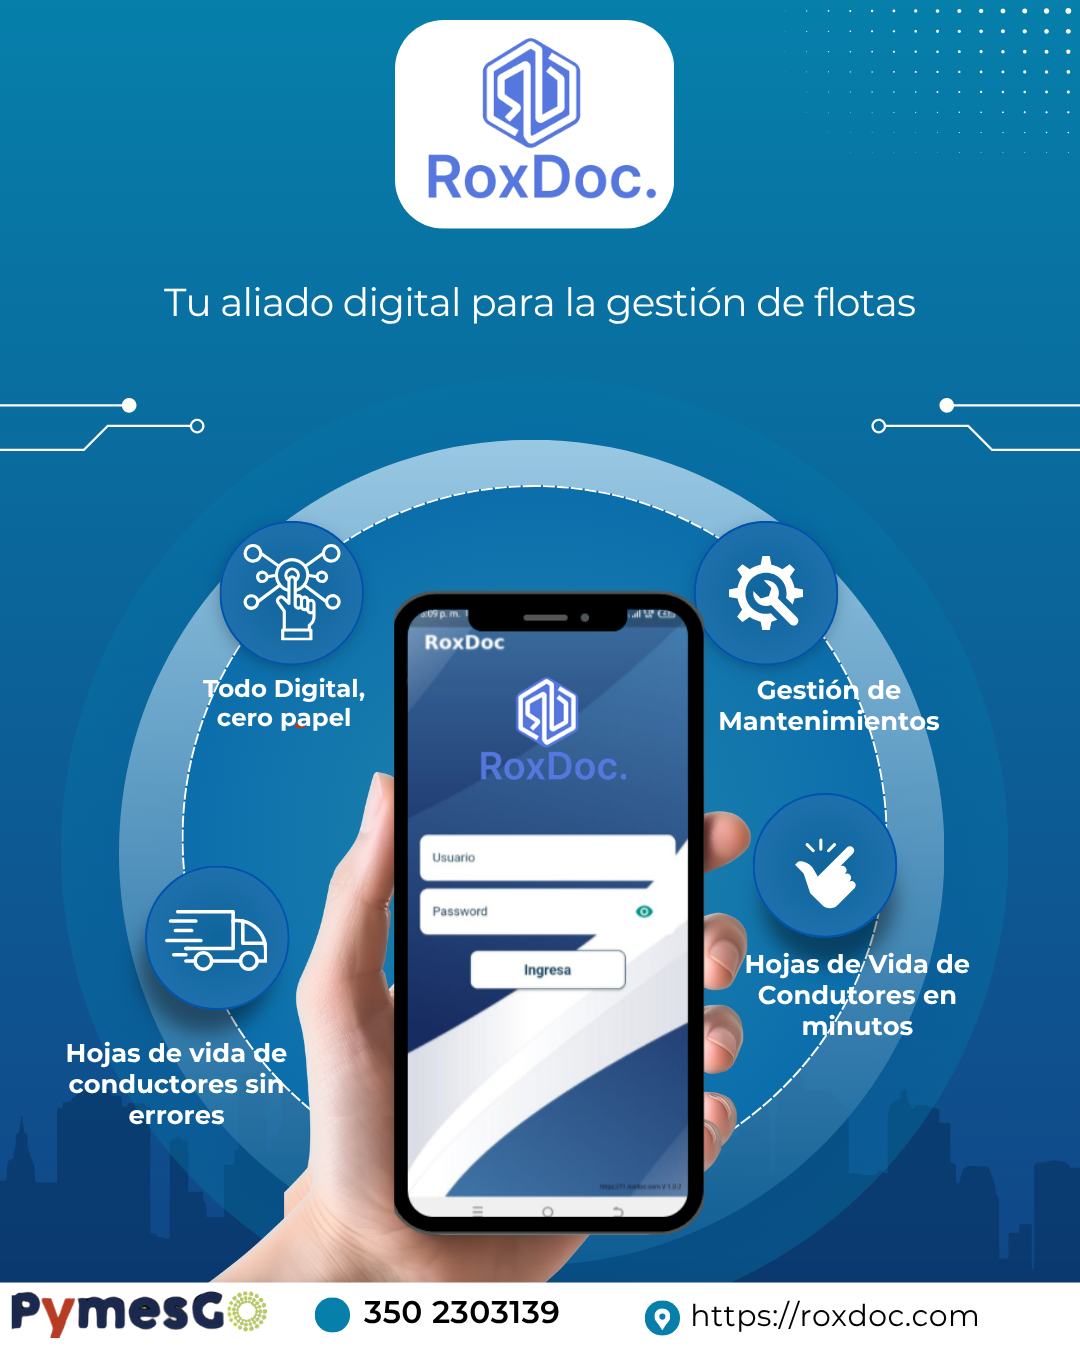 RoxDoc.
Tu aliado digital para la gestión de flotas
:09 p. m.
RoxDoc
RoxDoc.
Usuario
Password
Ingresa
Todo Digital,
cero papel
Gestión de
Mantenimientos
Hojas de vida de
conductores sin
errores
Hojas de Vida de
Condutores en
minutos
PymesGO
350 2303139
https://roxdoc.com